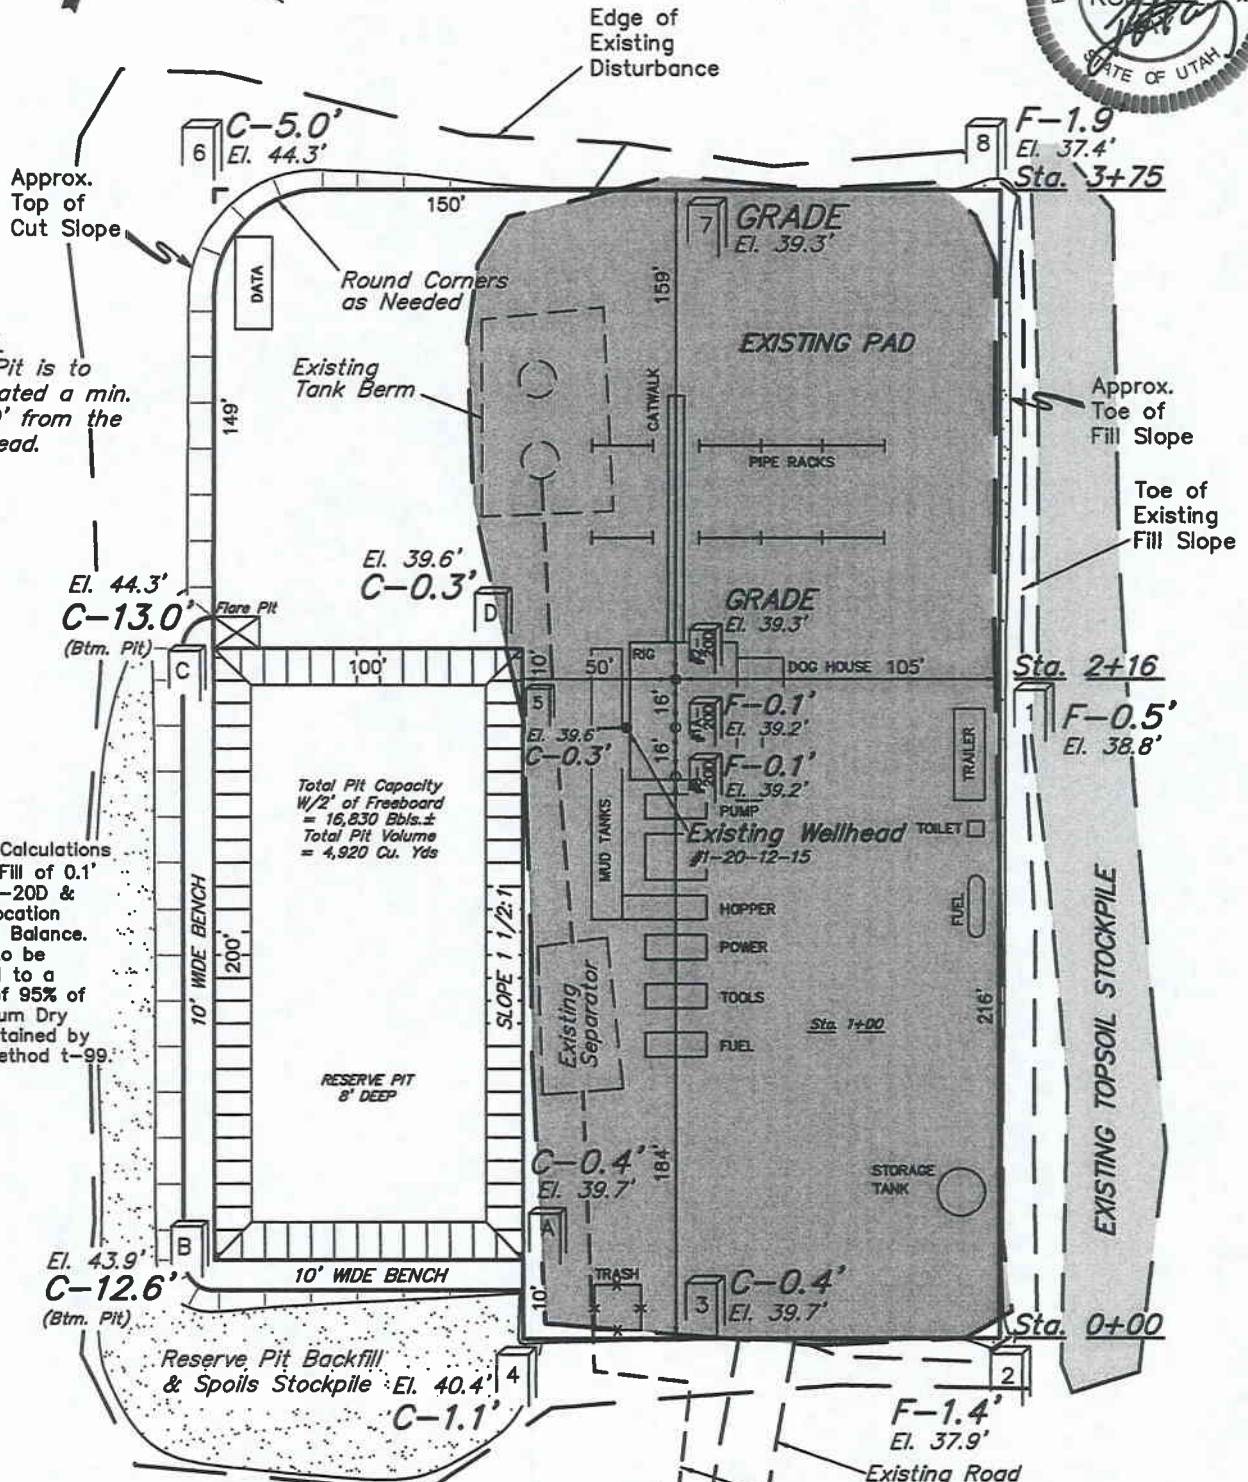 Edge of
Existing
Disturbance
STATE OF UTAH
6
C-5.0'
El. 44.3'
8
F-1.9'
El. 37.4'
Sta. 3+75
Approx.
Top of
Cut Slope
150'
7
GRADE
El. 39.3'
DATA
Round Corners
as Needed
159'
EXISTING PAD
Existing
Tank Berm
Pit is to
ated a min.
' from the
ead.
CATWALK
149'
PIPE RACKS
Approx.
Toe of
Fill Slope
Toe of
Existing
Fill Slope
El. 39.6'
C-0.3'
D
El. 44.3'
C-13.0'
(Btm. Pit)
Flare Pit
GRADE
El. 39.3'
RIG
DOG HOUSE
C
100'
10'
50'
105'
Sta. 2+16
5
El. 39.6'
C-0.3'
16'
16'
F-0.1'
El. 39.2'
F-0.1'
El. 39.2'
1
F-0.5'
El. 38.8'
TRAILER
Total Pit Capacity
W/2' of Freeboard
= 16,830 Bbls.±
Total Pit Volume
= 4,920 Cu. Yds
PUMP
MUD TANKS
Existing Wellhead
#1-20-12-15
TOILET
Calculations
Fill of 0.1'
-20D &
ocation
Balance.
o be
d to a
f 95% of
um Dry
tained by
ethod t-99.
10' WIDE BENCH
200'
SLOPE 1 1/2:1
HOPPER
POWER
TOOLS
FUEL
FUEL
Existing
Separator
Sta. 1+00
216'
EXISTING TOPSOIL STOCKPILE
RESERVE PIT
8' DEEP
C-0.4'
El. 39.7'
184'
STORAGE
TANK
A
B
El. 43.9'
C-12.6'
(Btm. Pit)
10' WIDE BENCH
10'
TRASH
3
C-0.4'
El. 39.7'
Sta. 0+00
Reserve Pit Backfill
& Spoils Stockpile
El. 40.4'
C-1.1'
4
2
F-1.4'
El. 37.9'
Existing Road